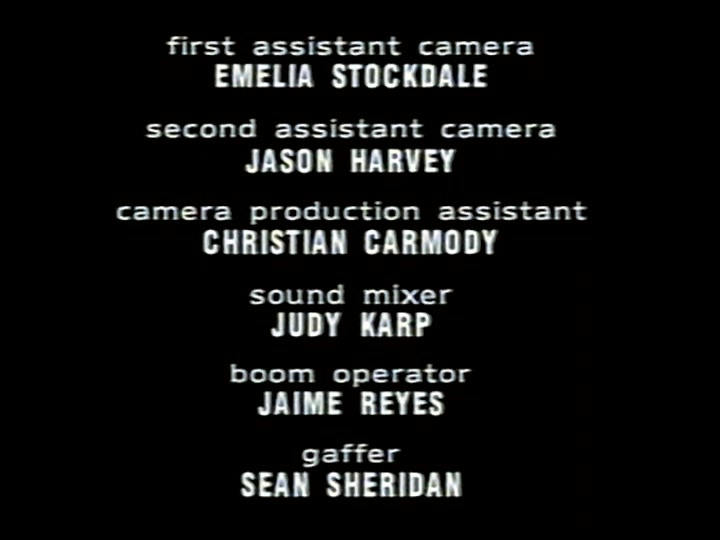 first assistant camera
EMELIA STOCKDALE
second assistant camera
JASON HARVEY
camera production assistant
CHRISTIAN CARMODY
sound mixer
JUDY KARP
boom operator
JAIME REYES
gaffer
SEAN SHERIDAN